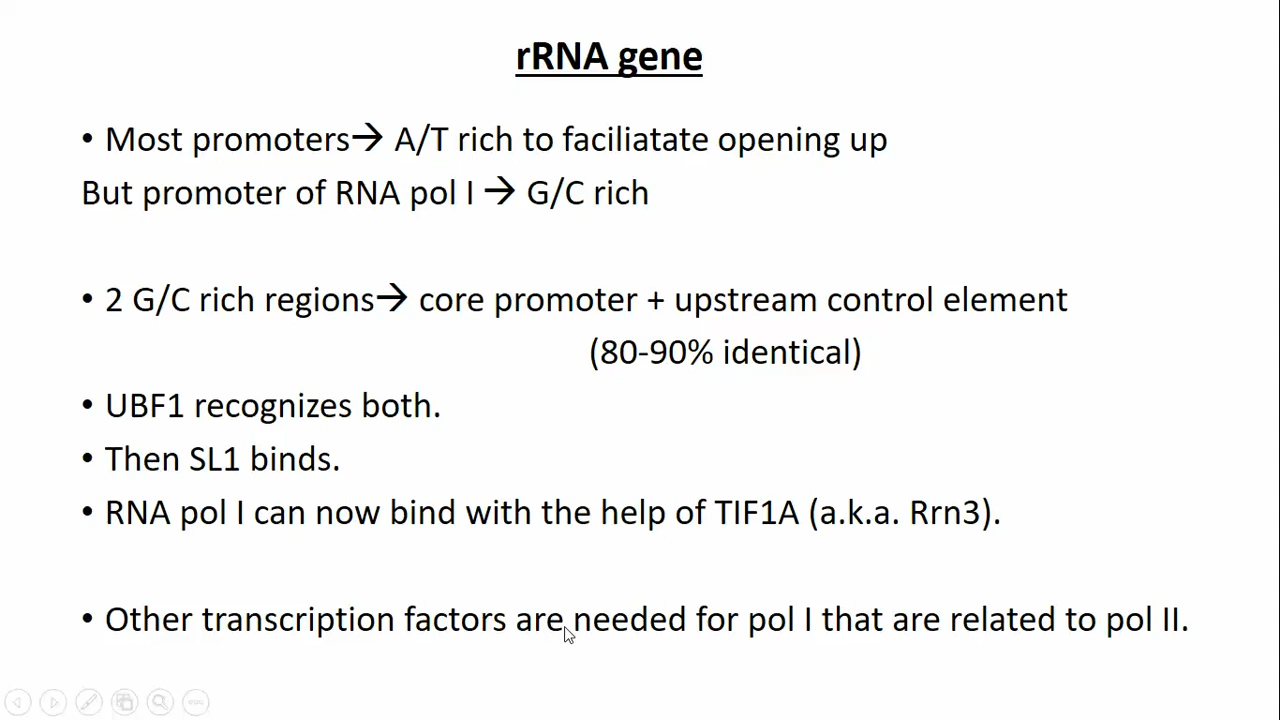 rRNA gene
• Most promoters→ A/T rich to faciliatate opening up
But promoter of RNA pol I → G/C rich
• 2 G/C rich regions→ core promoter + upstream control element
(80-90% identical)
• UBF1 recognizes both.
• Then SL1 binds.
• RNA pol I can now bind with the help of TIF1A (a.k.a. Rrn3).
• Other transcription factors are needed for pol I that are related to pol II.